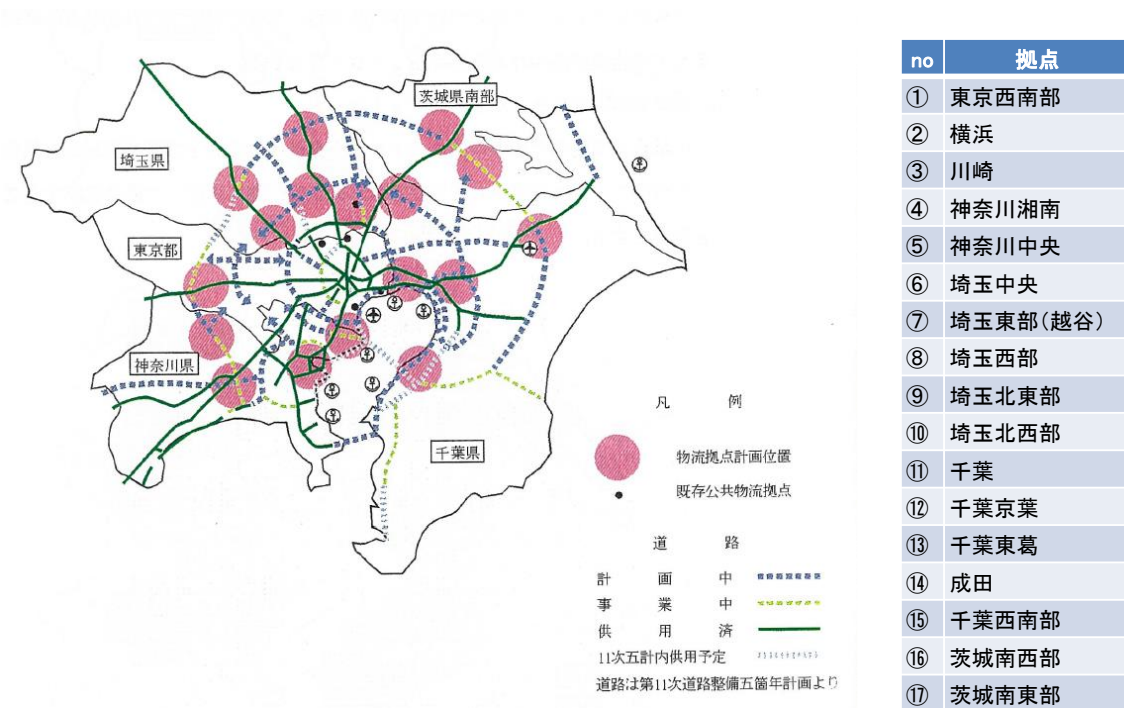 茨城県南部
埼玉県
東京都
神奈川県
千葉県
凡 例
物流拠点計画位置
既存公共物流拠点
道 路
計 画 中
事 業 中
供 用 済
11次五計内供用予定
道路は第11次道路整備五箇年計画より
no 拠点
① 東京西南部
② 横浜
③ 川崎
④ 神奈川湘南
⑤ 神奈川中央
⑥ 埼玉中央
⑦ 埼玉東部(越谷)
⑧ 埼玉西部
⑨ 埼玉北東部
⑩ 埼玉北西部
⑪ 千葉
⑫ 千葉京葉
⑬ 千葉東葛
⑭ 成田
⑮ 千葉西南部
⑯ 茨城南西部
⑰ 茨城南東部